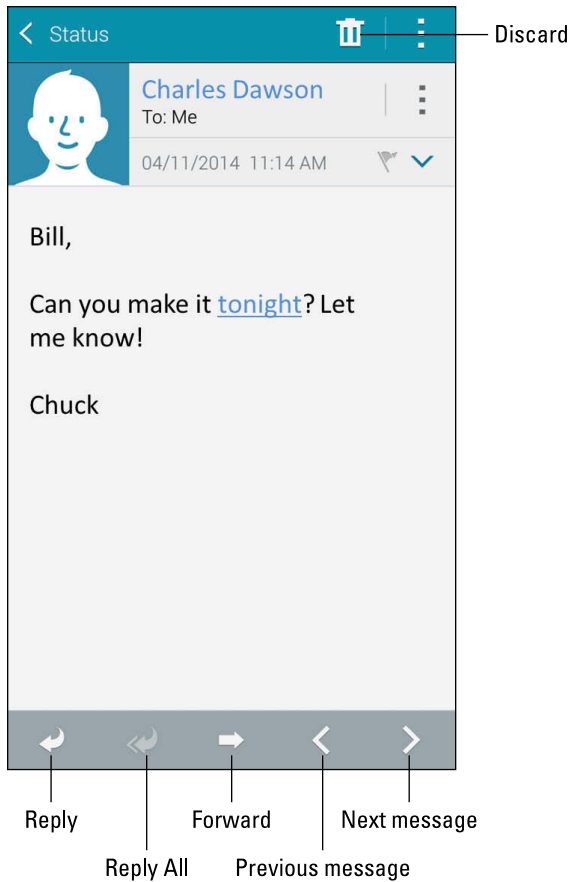 Status
Discard
Charles Dawson
To: Me
04/11/2014 11:14 AM
Bill,
Can you make it tonight? Let
me know!
Chuck
Reply
Forward
Next message
Reply All
Previous message